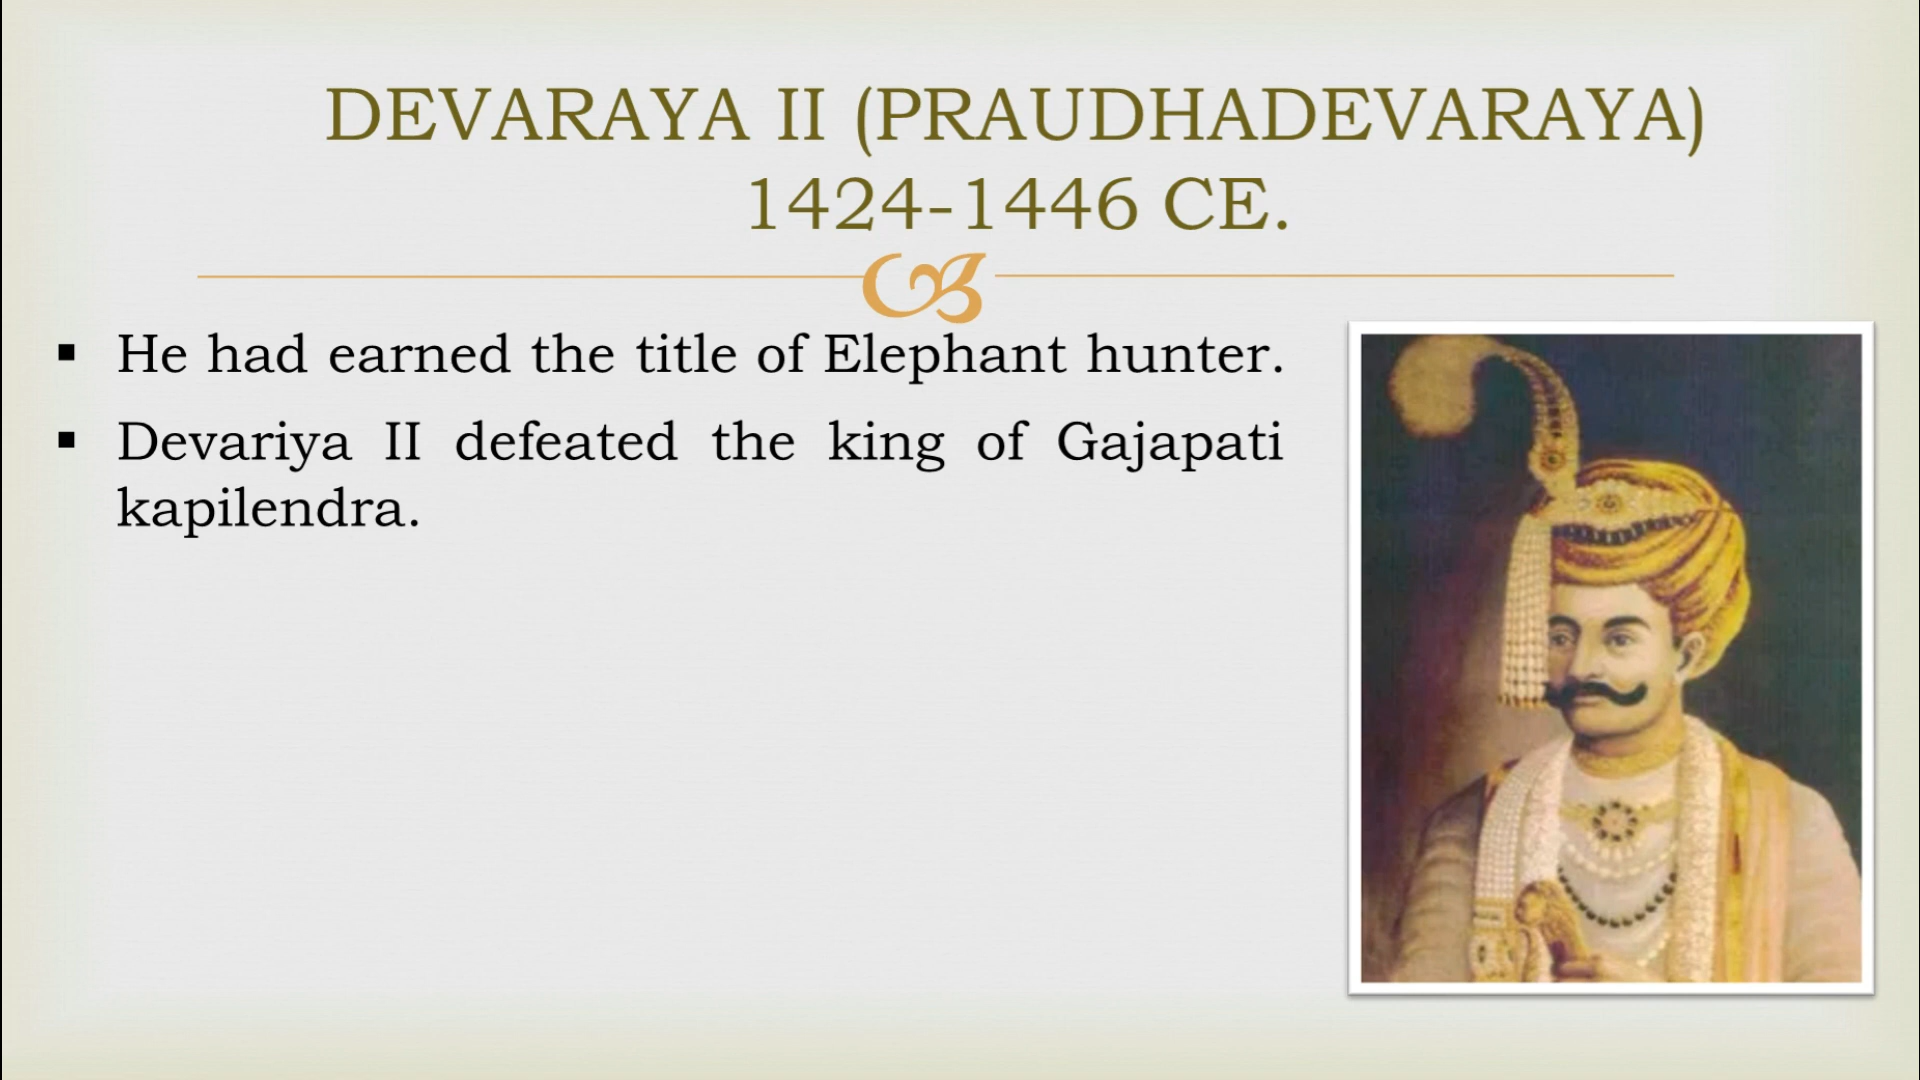 DEVARAYA II (PRAUDHADEVARAYA)
1424-1446 CE.
▪ He had earned the title of Elephant hunter.
▪ Devariya II defeated the king of Gajapati
kapilendra.